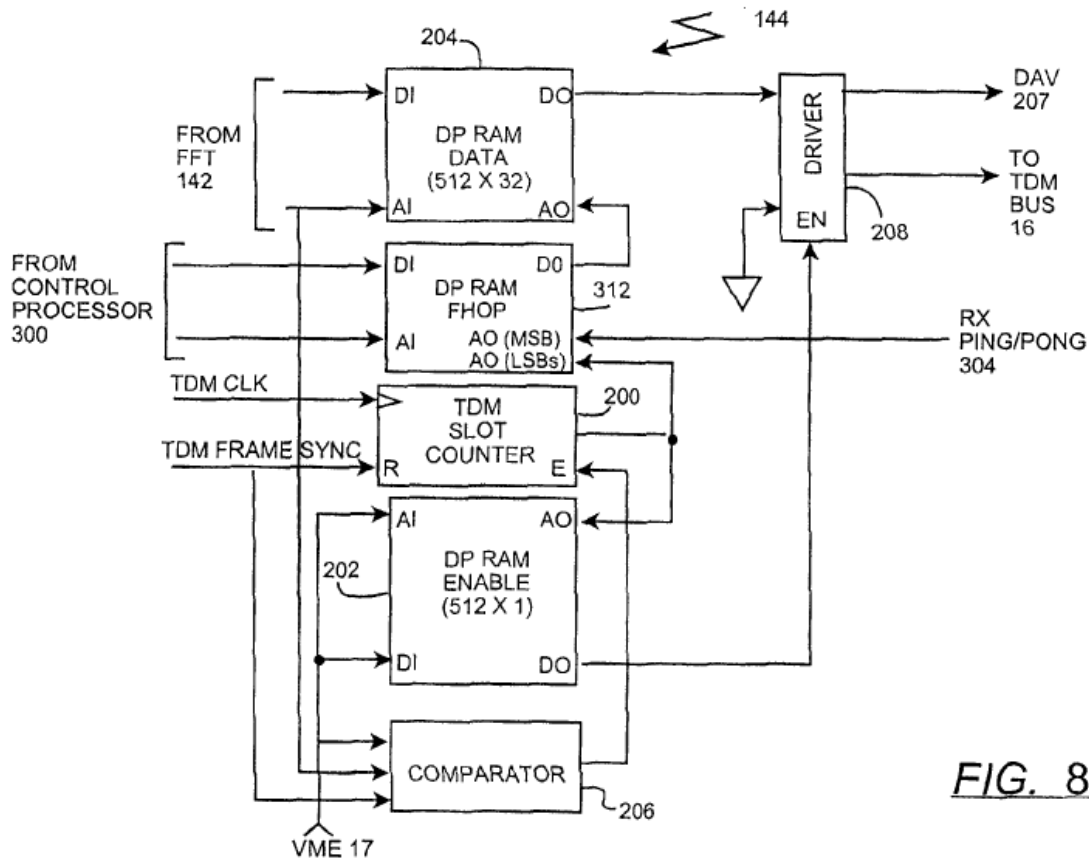 204
144
DI
DO
DP RAM
DATA
(512 X 32)
AI
AO
FROM
FFT
142
DRIVER
EN
208
DAV
207
TO
TDM
BUS
16
FROM
CONTROL
PROCESSOR
300
DI
D0
DP RAM
FHOP
312
AI
AO (MSB)
AO (LSBs)
RX
PING/PONG
304
TDM CLK
TDM
SLOT
COUNTER
200
TDM FRAME SYNC
R
E
AI
AO
202
DP RAM
ENABLE
(512 X 1)
DI
DO
COMPARATOR
206
VME 17
FIG. 8